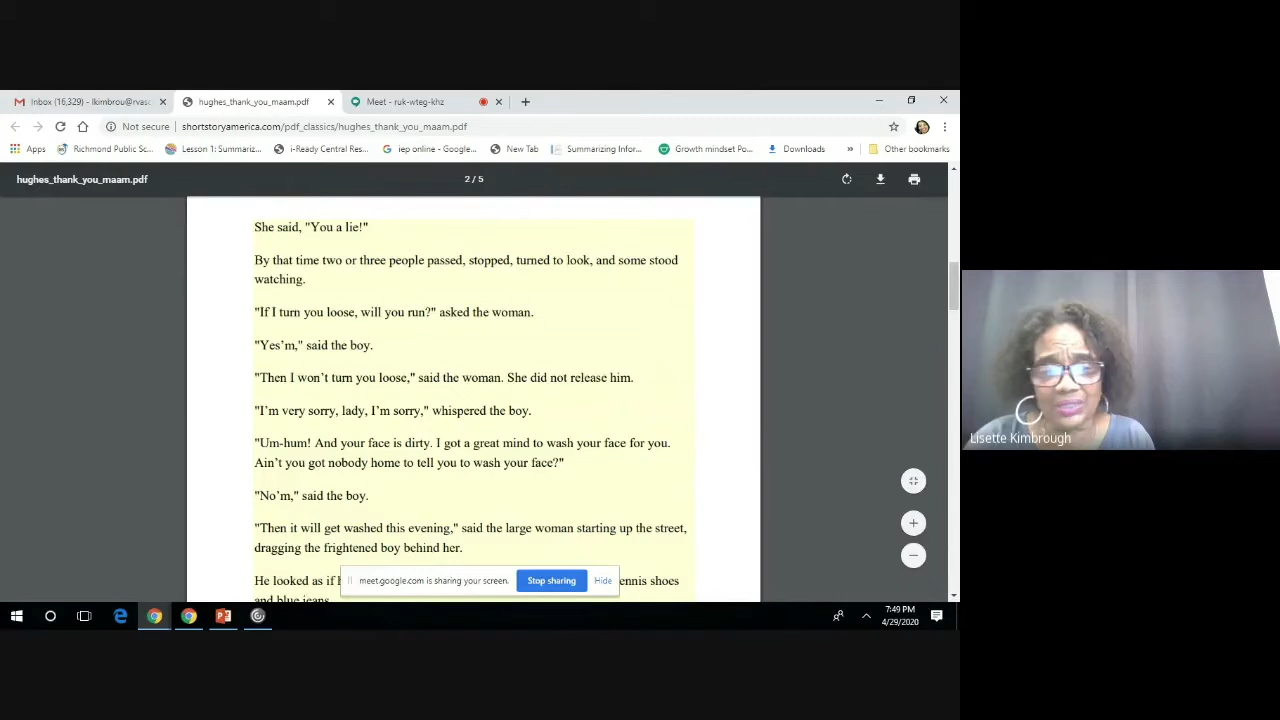 Inbox (16,329) - lkimbrou@rvasc
hughes_thank_you_maam.pdf
Meet - ruk-wteg-khz
Not secure
shortstoryamerica.com/pdf_classics/hughes_thank_you_maam.pdf
Apps
Richmond Public Sc...
Lesson 1: Summariz...
i-Ready Central Res...
iep online - Google...
New Tab
Summarizing Infor...
Growth mindset Po...
Downloads
»
Other bookmarks
hughes_thank_you_maam.pdf
2 / 5
She said, "You a lie!"
By that time two or three people passed, stopped, turned to look, and some stood
watching.
"If I turn you loose, will you run?" asked the woman.
"Yes’m," said the boy.
"Then I won’t turn you loose," said the woman. She did not release him.
"I’m very sorry, lady, I’m sorry," whispered the boy.
"Um-hum! And your face is dirty. I got a great mind to wash your face for you.
Ain’t you got nobody home to tell you to wash your face?"
"No’m," said the boy.
"Then it will get washed this evening," said the large woman starting up the street,
dragging the frightened boy behind her.
He looked as if
ennis shoes
and blue jeans.
meet.google.com is sharing your screen.
Stop sharing
Hide
Lisette Kimbrough
7:49 PM
4/29/2020